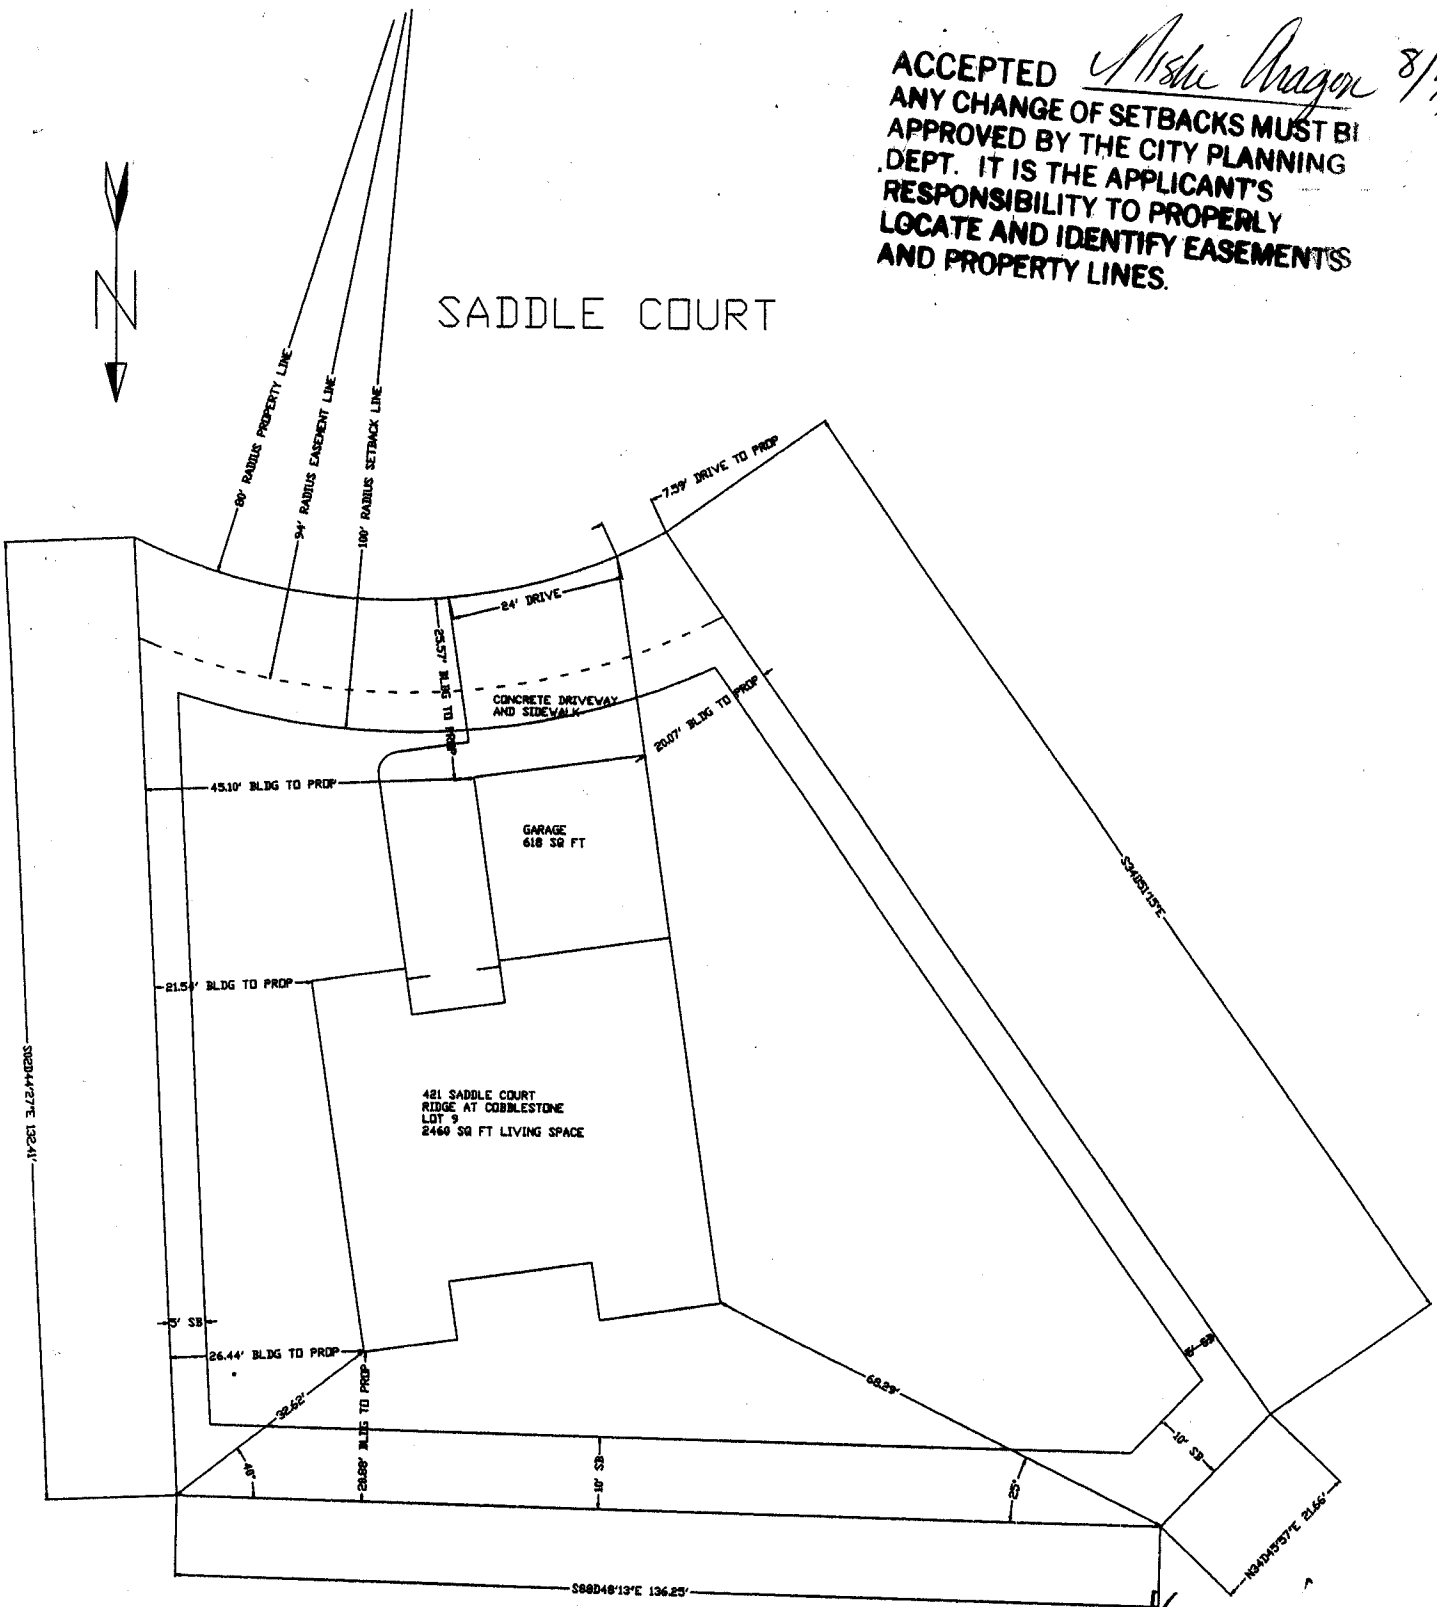 ACCEPTED
ANY CHANGE OF SETBACKS MUST BE
APPROVED BY THE CITY PLANNING
DEPT. IT IS THE APPLICANT'S
RESPONSIBILITY TO PROPERLY
LOCATE AND IDENTIFY EASEMENTS
AND PROPERTY LINES.
N
SADDLE COURT
80' RADIUS PROPERTY LINE
94' RADIUS EASEMENT LINE
100' RADIUS SETBACK LINE
7.59' DRIVE TO PROP
24' DRIVE
25.57' BLDG TO PROP
CONCRETE DRIVEWAY
AND SIDEWALK
20.07' BLDG TO PROP
45.10' BLDG TO PROP
GARAGE
618 SQ FT
S34D51'15"E
21.54' BLDG TO PROP
S02D44'27"E 132.41'
421 SADDLE COURT
RIDGE AT COBBLESTONE
LOT 9
2460 SQ FT LIVING SPACE
5' SB
26.44' BLDG TO PROP
32.62'
20.88' BLDG TO PROP
68.29'
10' SB
10' SB
25°
N34D45'57"E 21.66'
S88D48'13"E 136.25'